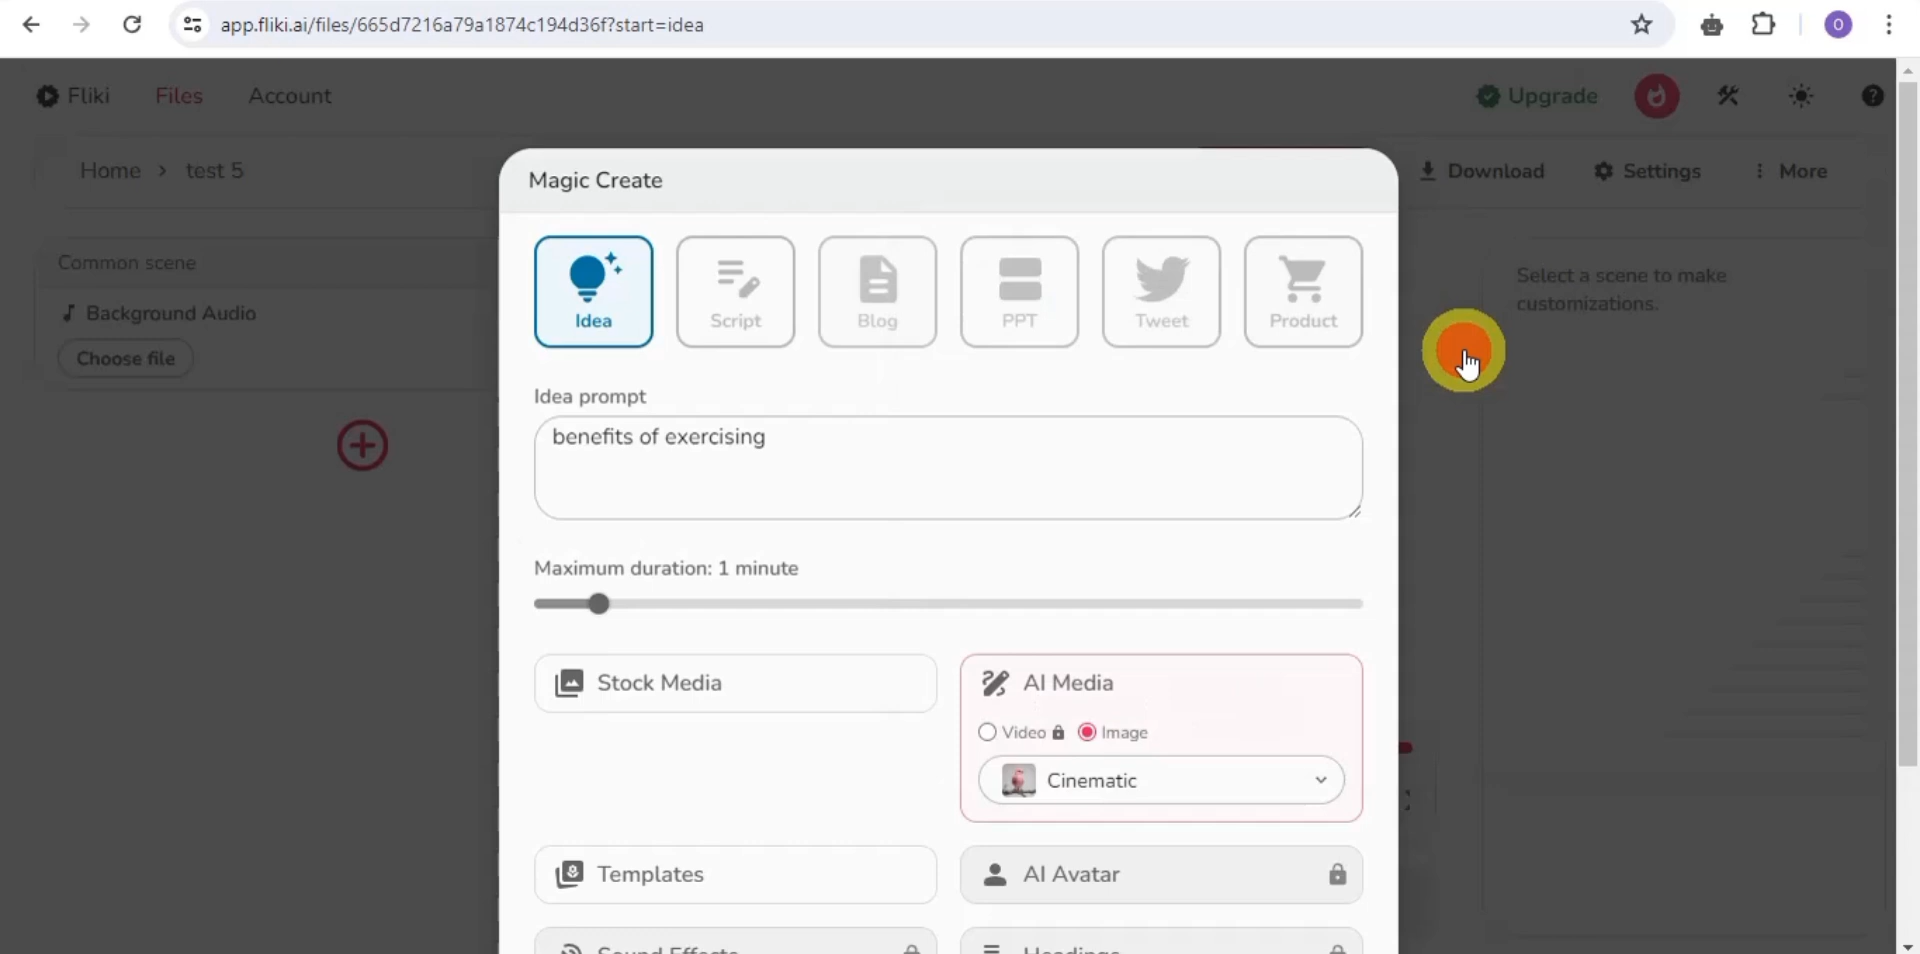 app.fliki.ai/files/665d7216a79a1874c194d36f?start=idea
O
Fliki Files Account Upgrade
Home > test 5 Download Settings More
Magic Create
Idea Script Blog PPT Tweet Product
Common scene
Background Audio
Choose file
Select a scene to make
customizations.
Idea prompt
benefits of exercising
Maximum duration: 1 minute
Stock Media
AI Media
Video Image
Cinematic
Templates
AI Avatar
Sound Effects
Headings